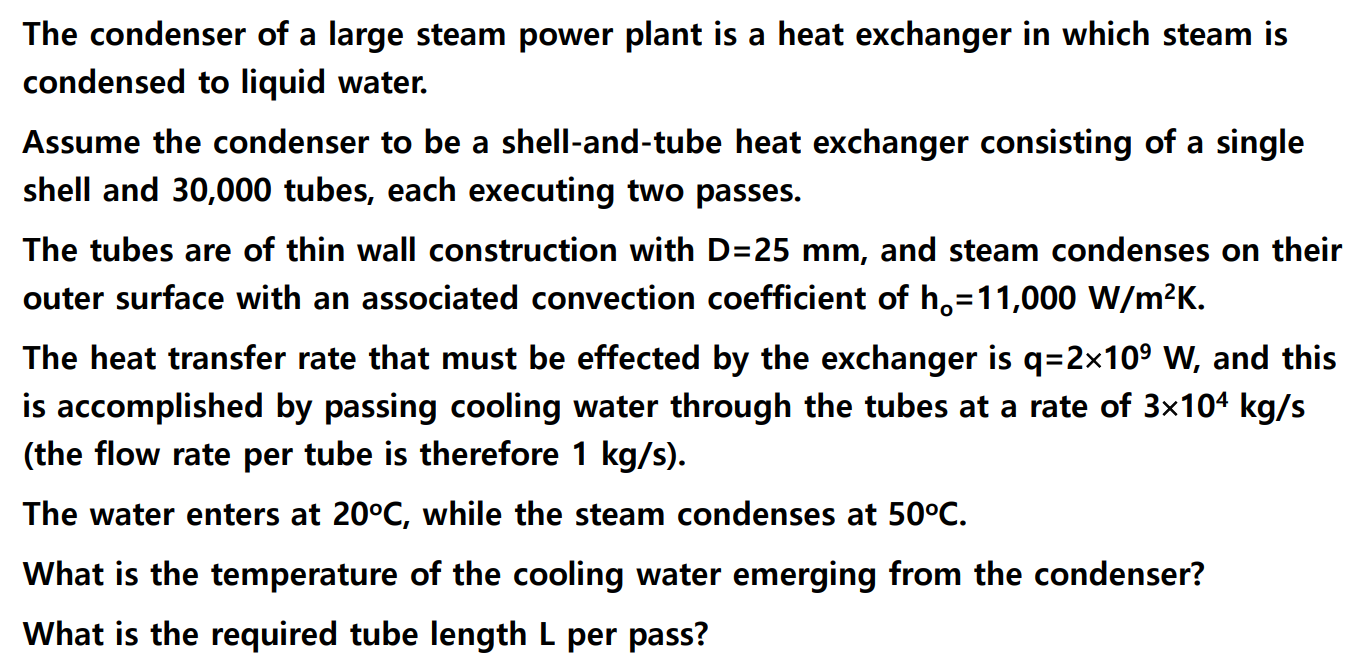 The condenser of a large steam power plant is a heat exchanger in which steam is
condensed to liquid water.
Assume the condenser to be a shell-and-tube heat exchanger consisting of a single
shell and 30,000 tubes, each executing two passes.
The tubes are of thin wall construction with D=25 mm, and steam condenses on their
outer surface with an associated convection coefficient of hₒ=11,000 W/m²K.
The heat transfer rate that must be effected by the exchanger is q=2×10⁹ W, and this
is accomplished by passing cooling water through the tubes at a rate of 3×10⁴ kg/s
(the flow rate per tube is therefore 1 kg/s).
The water enters at 20ºC, while the steam condenses at 50ºC.
What is the temperature of the cooling water emerging from the condenser?
What is the required tube length L per pass?